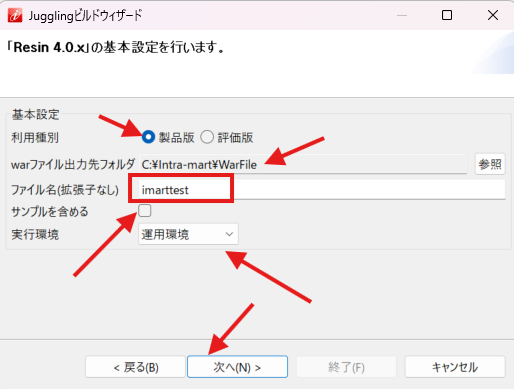 Jugglingビルドウィザード
「Resin 4.0.x」の基本設定を行います。
基本設定
利用種別 製品版 評価版
warファイル出力先フォルダ C:¥Intra-mart¥WarFile 参照
ファイル名(拡張子なし) imarttest
サンプルを含める
実行環境 運用環境
< 戻る(B) 次へ(N) > 終了(F) キャンセル